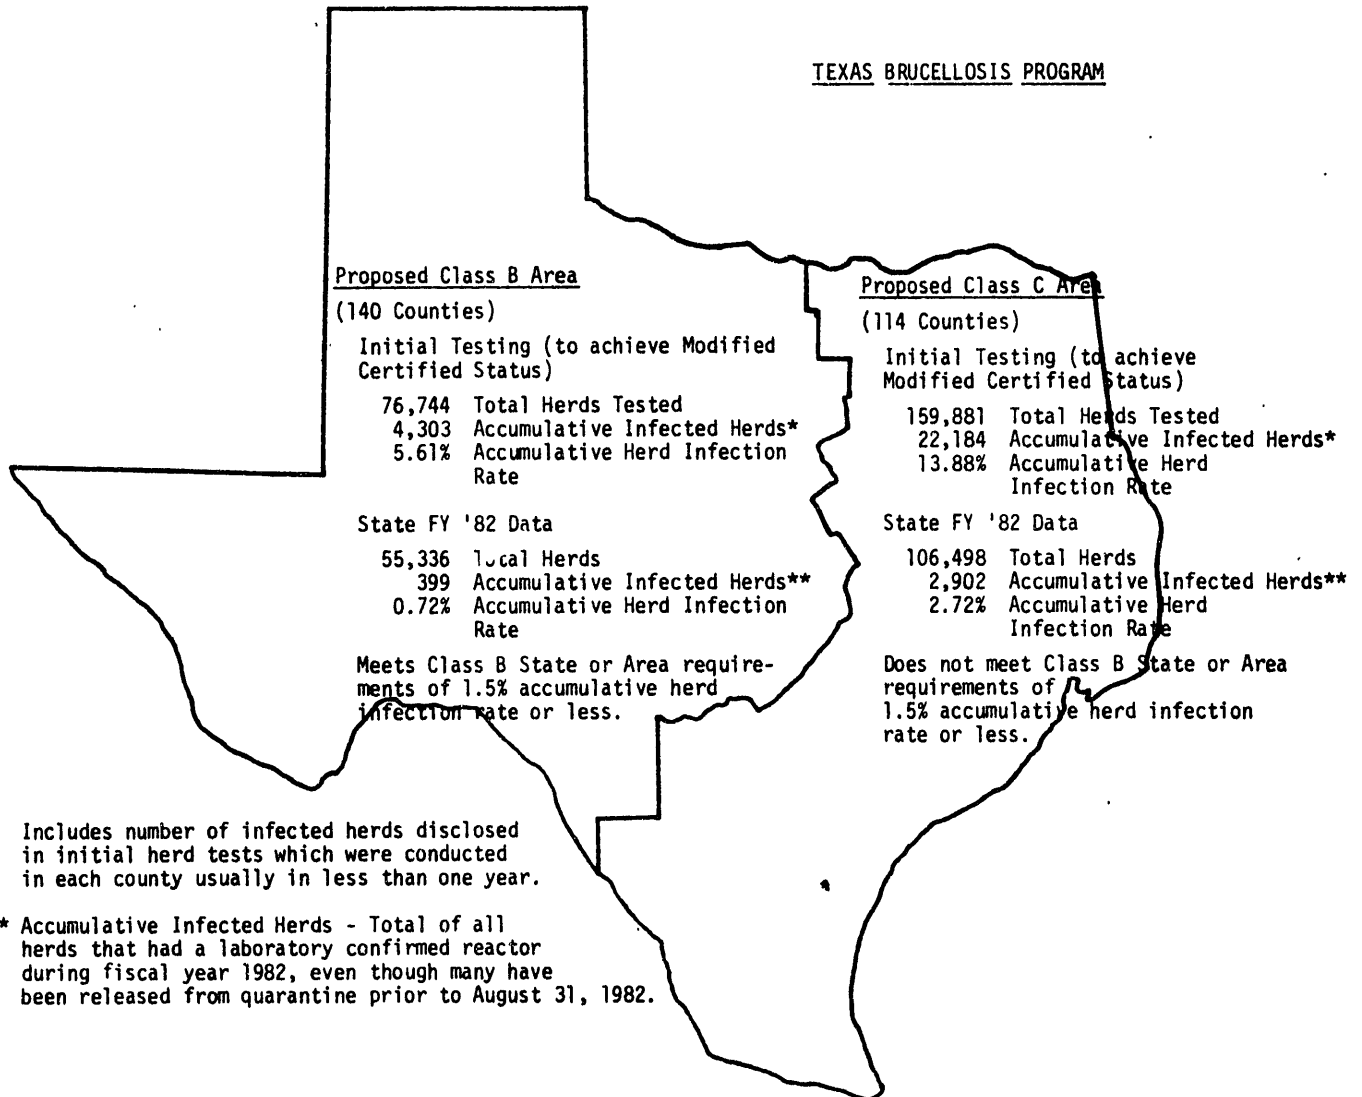 TEXAS BRUCELLOSIS PROGRAM
Proposed Class B Area
(140 Counties)
Initial Testing (to achieve Modified
Certified Status)
76,744 Total Herds Tested
4,303 Accumulative Infected Herds*
5.61% Accumulative Herd Infection
Rate
State FY '82 Data
55,336 Herds
399 Accumulative Infected Herds**
0.72% Accumulative Herd Infection
Rate
Meets Class B State or Area require-
ments of 1.5% accumulative herd
infection rate or less.
Proposed Class C Area
(114 Counties)
Initial Testing (to achieve
Modified Certified Status)
159,881 Total Herds Tested
22,184 Accumulative Infected Herds*
13.88% Accumulative Herd
Infection Rate
State FY '82 Data
106,498 Total Herds
2,902 Accumulative Infected Herds**
2.72% Accumulative Herd
Infection Rate
Does not meet Class B State or Area
requirements of
1.5% accumulative herd infection
rate or less.
Includes number of infected herds disclosed
in initial herd tests which were conducted
in each county usually in less than one year.
* Accumulative Infected Herds - Total of all
herds that had a laboratory confirmed reactor
during fiscal year 1982, even though many have
been released from quarantine prior to August 31, 1982.